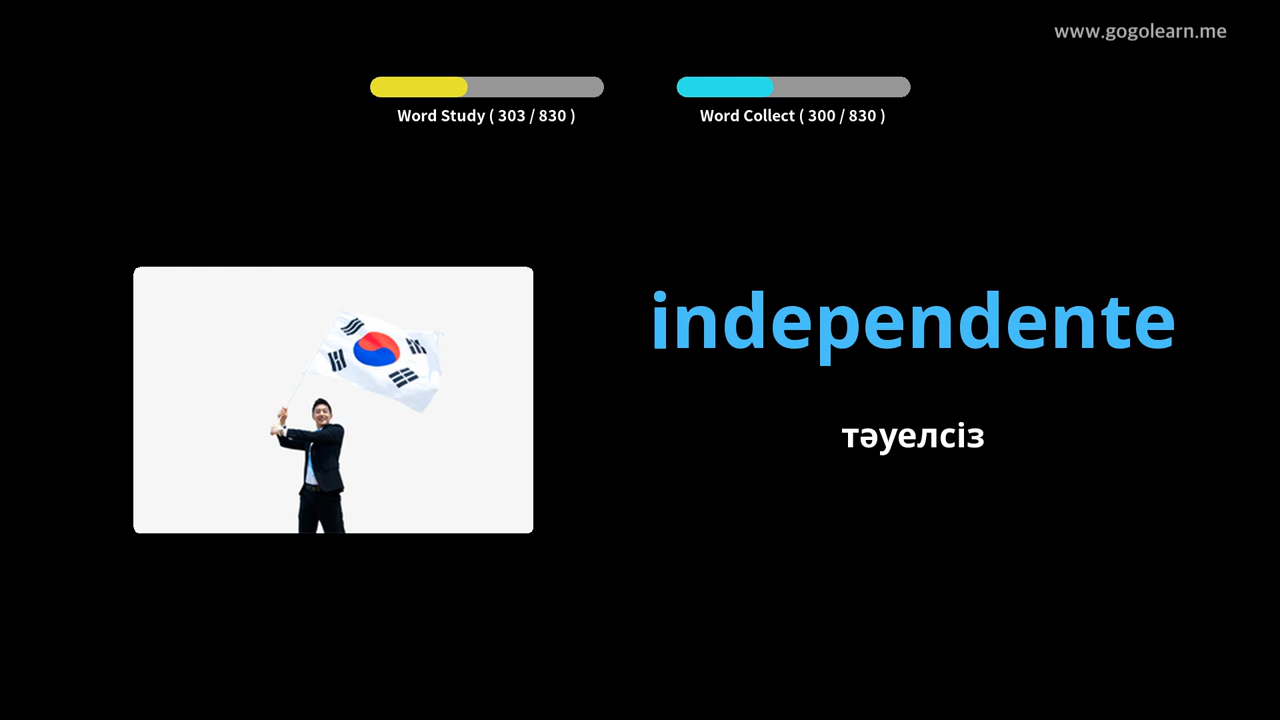 www.gogolearn.me
Word Study ( 303 / 830 )
Word Collect ( 300 / 830 )
independente
тәуелсіз